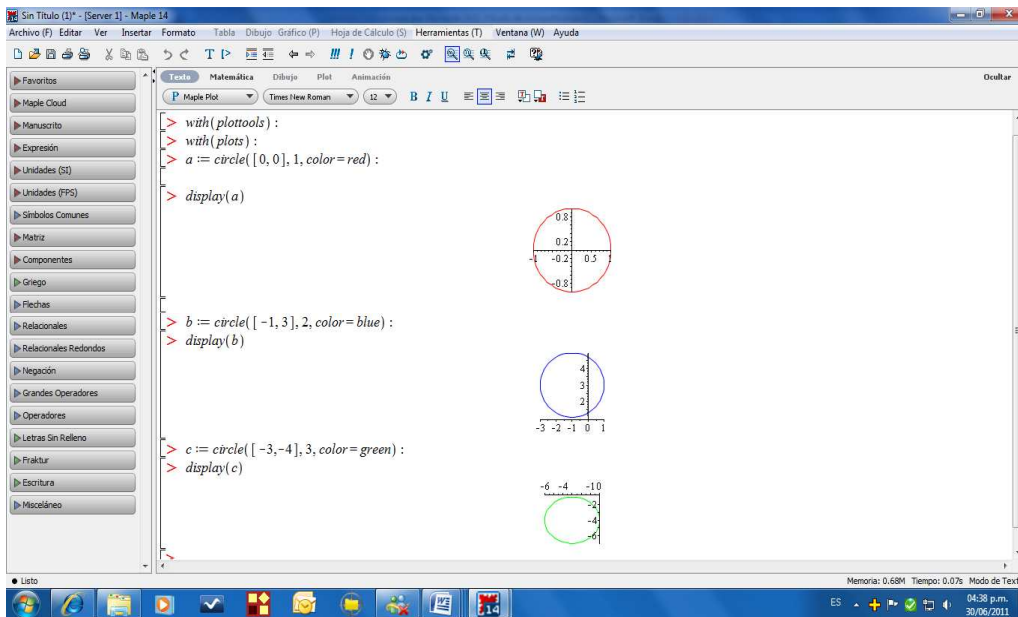 Sin Título (1)* - [Server 1] - Maple 14
Archivo (F) Editar Ver Insertar Formato Tabla Dibujo Gráfico (P) Hoja de Cálculo (S) Herramientas (T) Ventana (W) Ayuda
Texto Matemática Dibujo Plot Animación Ocultar
P Maple Plot Times New Roman 12 B I U
Favoritos
Maple Cloud
Manuscrito
Expresión
Unidades (SI)
Unidades (FPS)
Símbolos Comunes
Matriz
Componentes
Griego
Flechas
Relacionales
Relacionales Redondos
Negación
Grandes Operadores
Operadores
Letras Sin Relleno
Fraktur
Escritura
Misceláneo
> with(plottools) :
> with(plots) :
> a := circle([0, 0], 1, color = red) :
> display(a)
0.8
0.2
-1 -0.2 0.5 1
-0.8
> b := circle([ -1, 3], 2, color = blue) :
> display(b)
4
3
2
-3 -2 -1 0 1
> c := circle([ -3, -4], 3, color = green) :
> display(c)
-6 -4 -10
-2
-4
-6
>
Listo Memoria: 0.68M Tiempo: 0.07s Modo de Text
14 ES 04:38 p.m.
30/06/2011